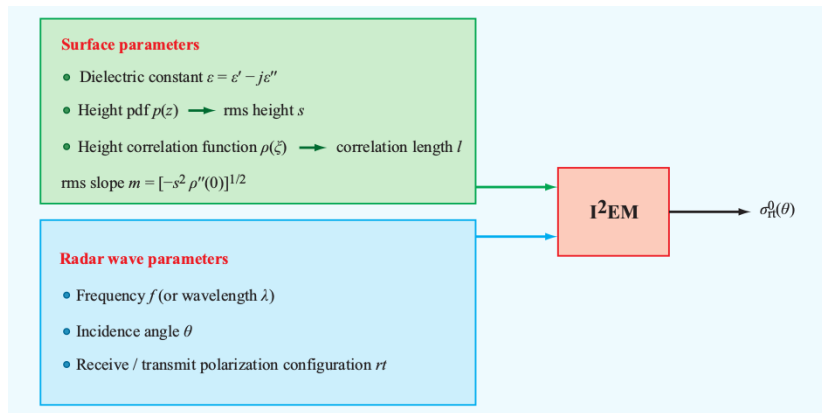 Surface parameters
• Dielectric constant ε = ε′ − jε″
• Height pdf p(z) → rms height s
• Height correlation function ρ(ξ) → correlation length l
rms slope m = [−s² ρ″(0)]^1/2
I²EM
σ⁰rt(θ)
Radar wave parameters
• Frequency f (or wavelength λ)
• Incidence angle θ
• Receive / transmit polarization configuration rt